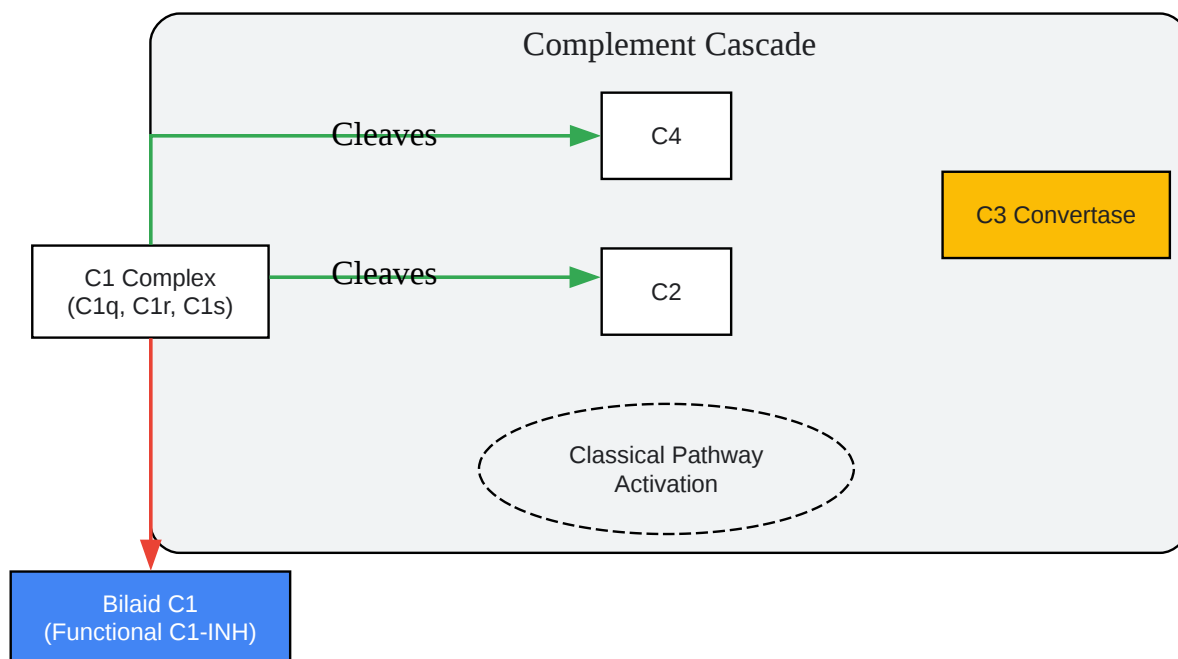 Complement Cascade
Cleaves
C4
C3 Convertase
C1 Complex
(C1q, C1r, C1s)
Cleaves
C2
Classical Pathway
Activation
Bilaid C1
(Functional C1-INH)